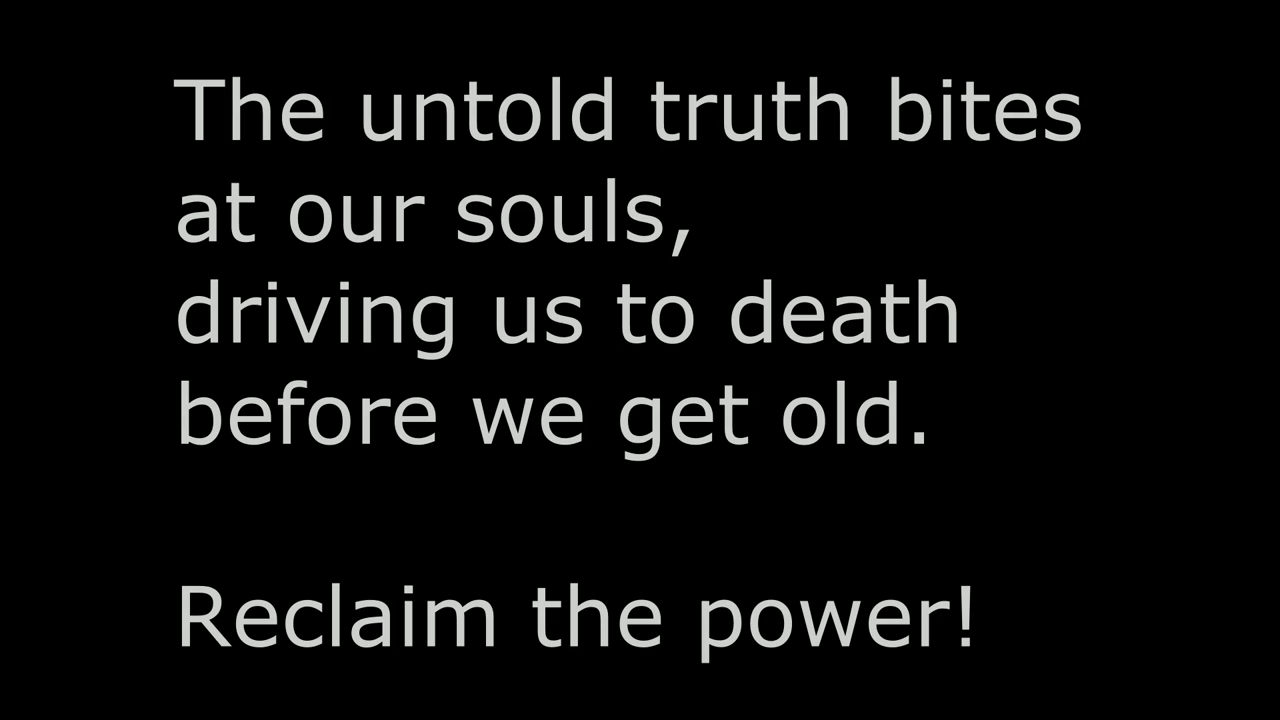 The untold truth bites
at our souls,
driving us to death
before we get old.
Reclaim the power!